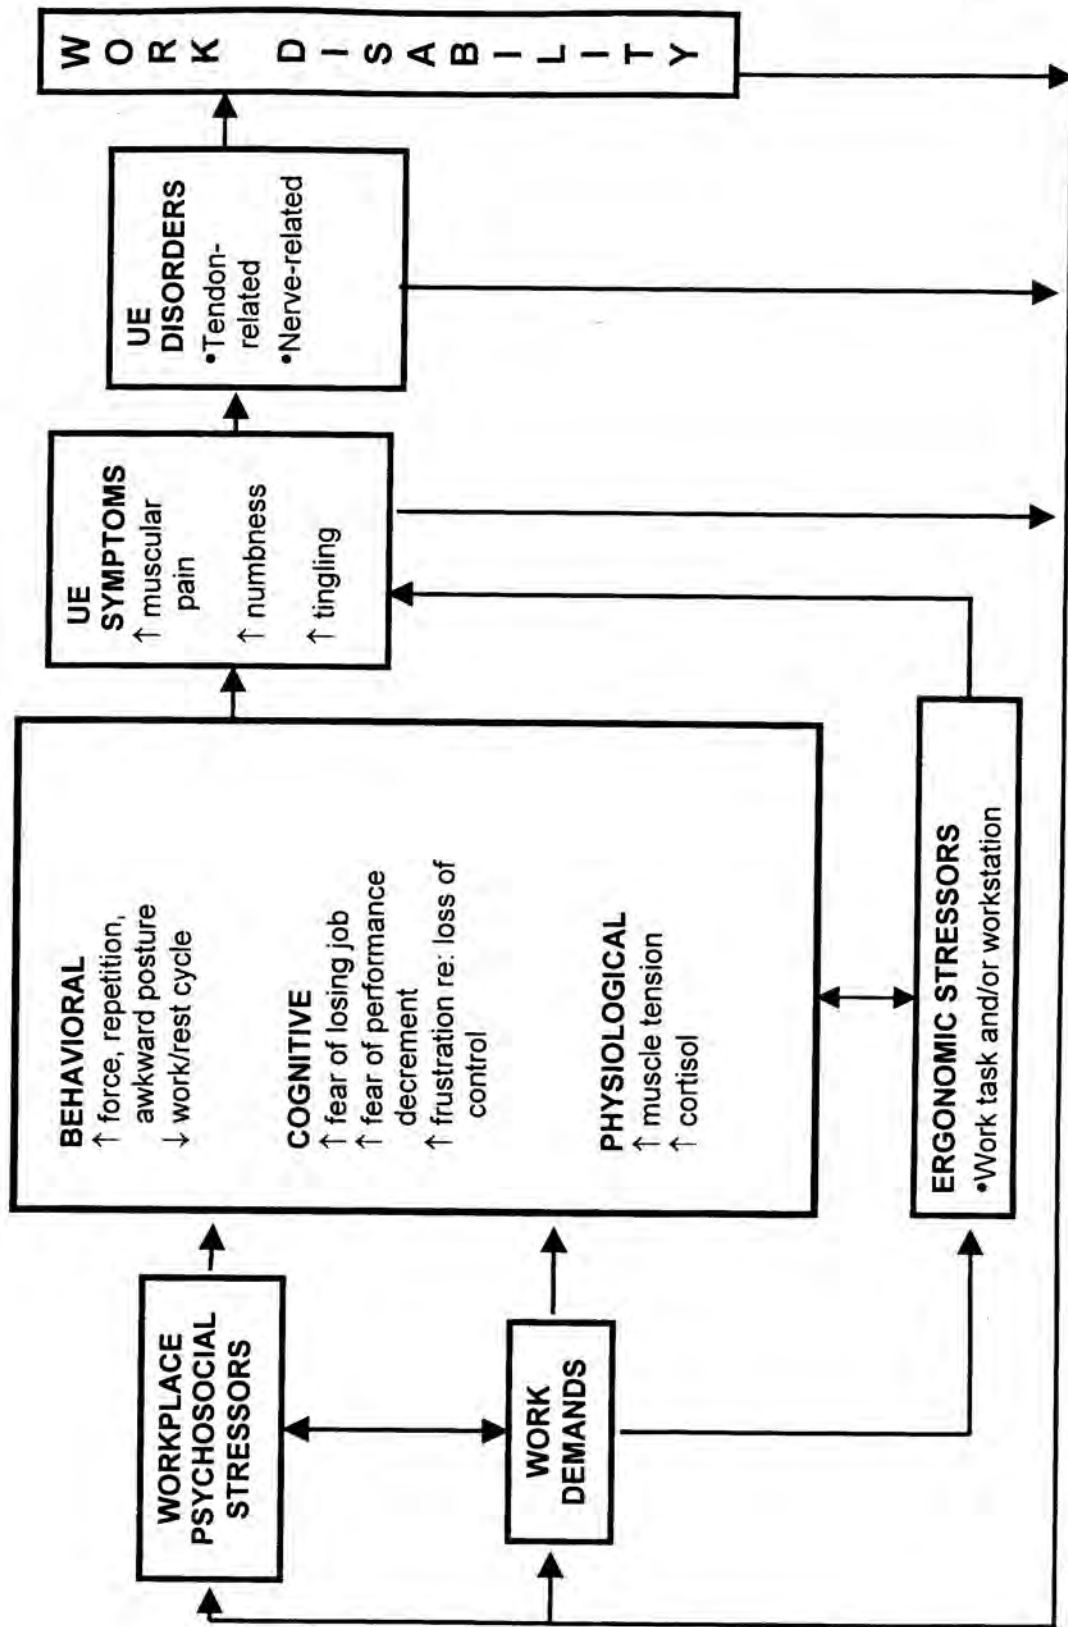 WORKPLACE
PSYCHOSOCIAL
STRESSORS
WORK
DEMANDS
BEHAVIORAL
↑ force, repetition,
awkward posture
↓ work/rest cycle
COGNITIVE
↑ fear of losing job
↑ fear of performance
decrement
↑ frustration re: loss of
control
PHYSIOLOGICAL
↑ muscle tension
↑ cortisol
ERGONOMIC STRESSORS
•Work task and/or workstation
UE
SYMPTOMS
↑ muscular
pain
↑ numbness
↑ tingling
UE
DISORDERS
•Tendon-
related
•Nerve-related
WORK DISABILITY